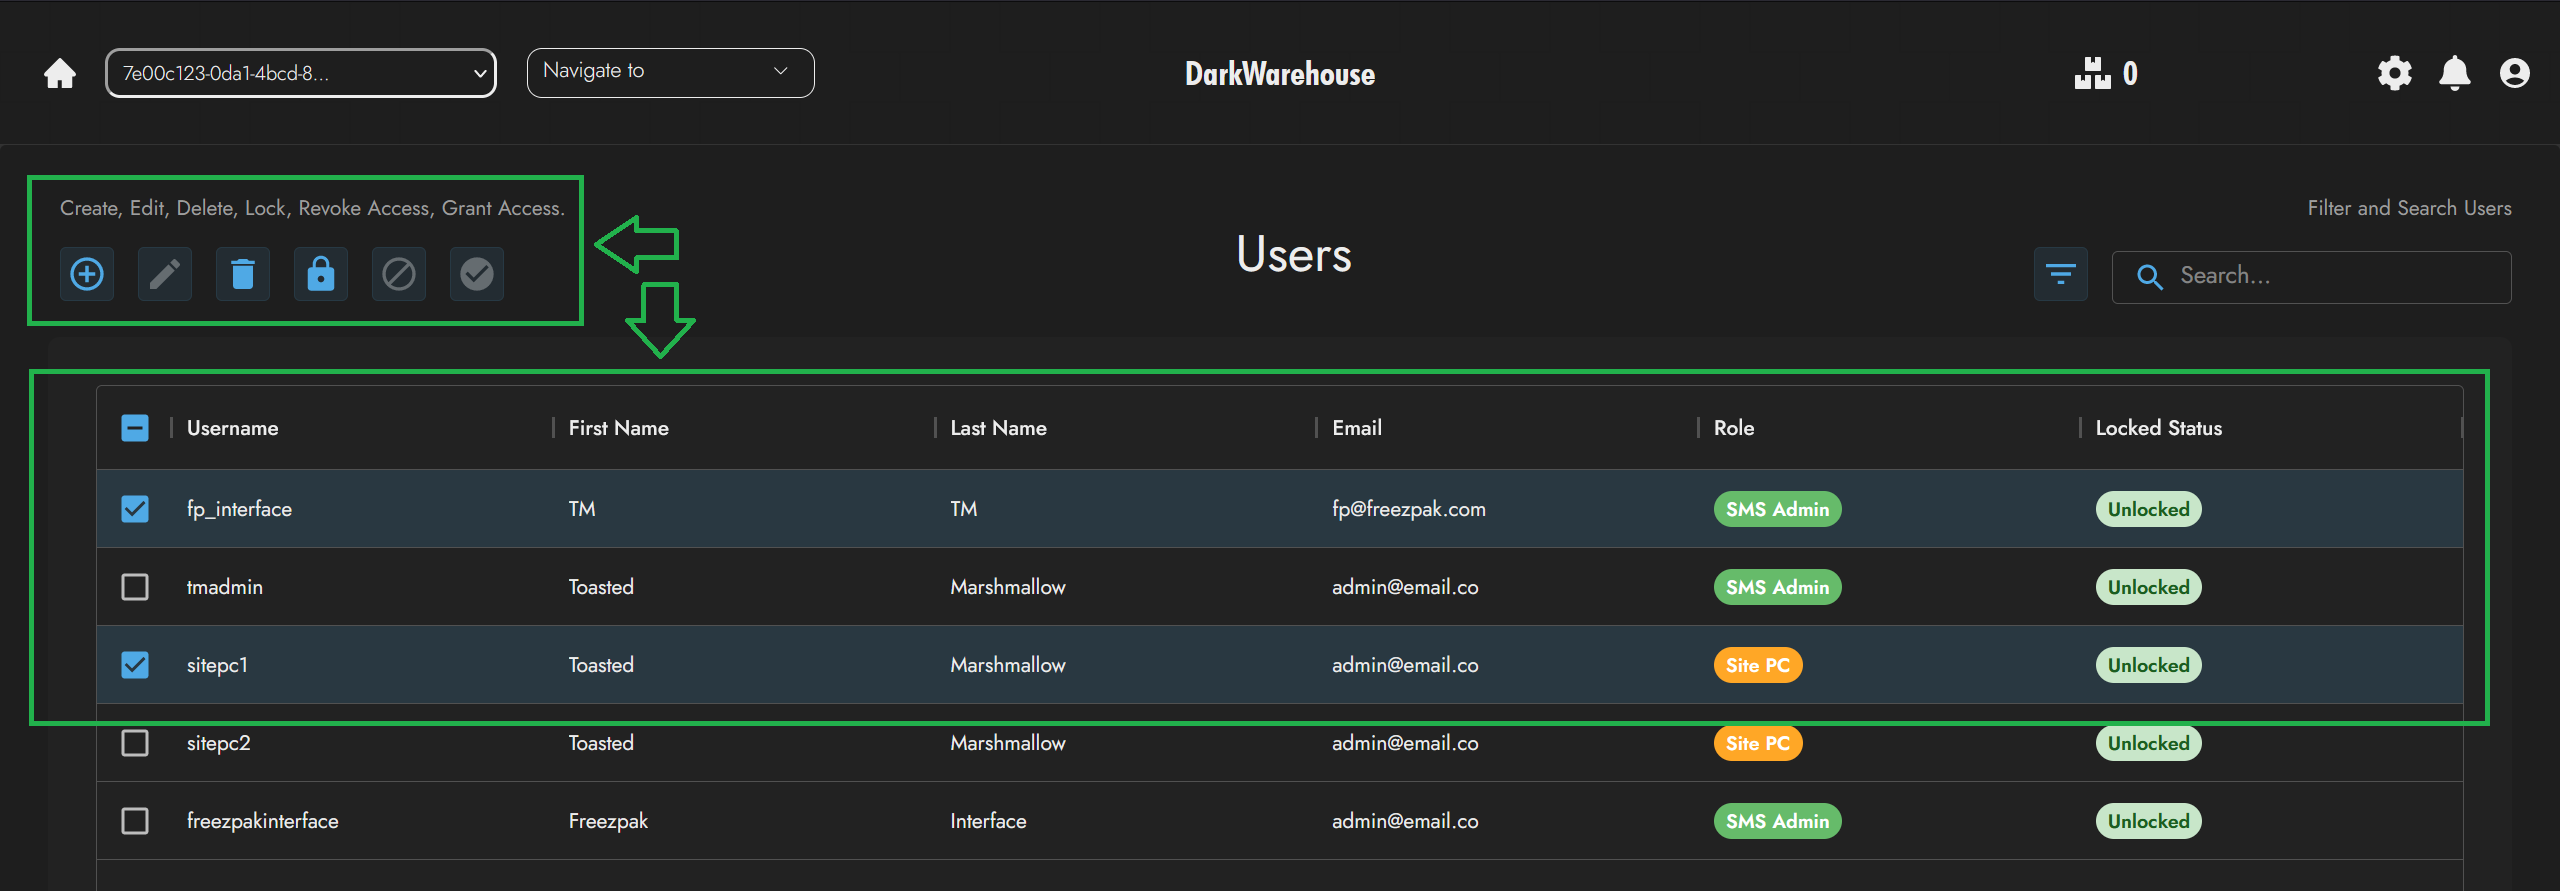 7e00c123-0da1-4bcd-8...
Navigate to
DarkWarehouse
0
Create, Edit, Delete, Lock, Revoke Access, Grant Access.
Users
Filter and Search Users
Search...
Username First Name Last Name Email Role Locked Status
fp_interface TM TM fp@freezpak.com SMS Admin Unlocked
tmadmin Toasted Marshmallow admin@email.co SMS Admin Unlocked
sitepc1 Toasted Marshmallow admin@email.co Site PC Unlocked
sitepc2 Toasted Marshmallow admin@email.co Site PC Unlocked
freezpakinterface Freezpak Interface admin@email.co SMS Admin Unlocked